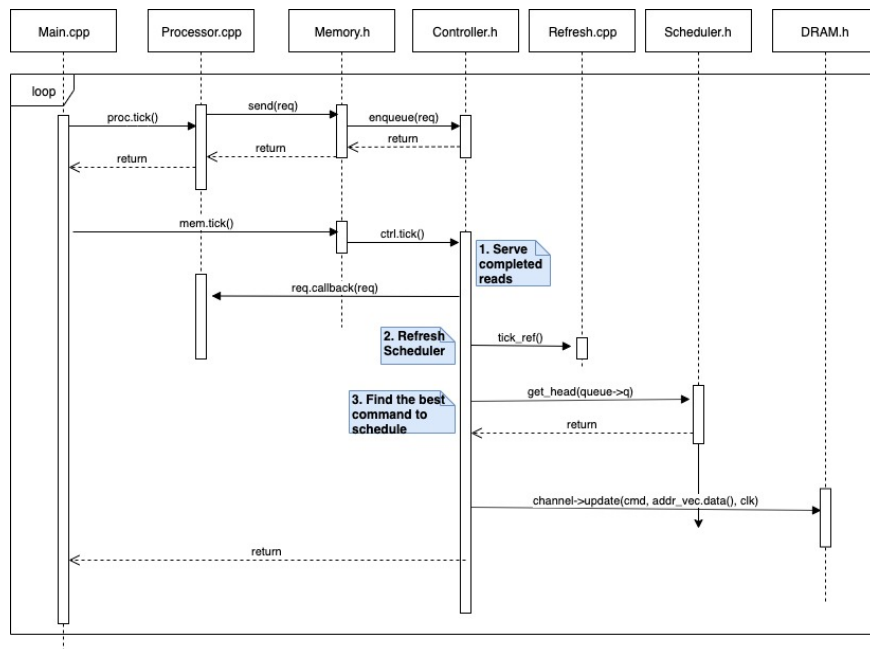 Main.cpp
Processor.cpp
Memory.h
Controller.h
Refresh.cpp
Scheduler.h
DRAM.h
loop
proc.tick()
send(req)
enqueue(req)
return
return
return
mem.tick()
ctrl.tick()
1. Serve
completed
reads
req.callback(req)
2. Refresh
Scheduler
tick_ref()
3. Find the best
command to
schedule
get_head(queue->q)
return
channel->update(cmd, addr_vec.data(), clk)
return